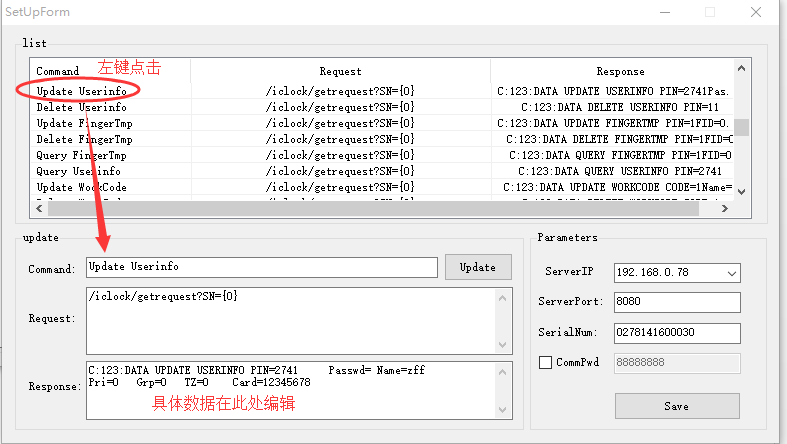 SetUpForm
list
Command 左键点击 Request Response
Update Userinfo /iclock/getrequest?SN={0} C:123:DATA UPDATE USERINFO PIN=2741Pas.
Delete Userinfo /iclock/getrequest?SN={0} C:123:DATA DELETE USERINFO PIN=11
Update FingerTmp /iclock/getrequest?SN={0} C:123:DATA UPDATE FINGERTMP PIN=1FID=0.
Delete FingerTmp /iclock/getrequest?SN={0} C:123:DATA DELETE FINGERTMP PIN=1FID=0
Query FingerTmp /iclock/getrequest?SN={0} C:123:DATA QUERY FINGERTMP PIN=1FID=0
Query Userinfo /iclock/getrequest?SN={0} C:123:DATA QUERY USERINFO PIN=2741
Update WorkCode /iclock/getrequest?SN={0} C:123:DATA UPDATE WORKCODE CODE=1Name=
update
Command: Update Userinfo Update
Request: /iclock/getrequest?SN={0}
Response: C:123:DATA UPDATE USERINFO PIN=2741 Passwd= Name=zff
Pri=0 Grp=0 TZ=0 Card=12345678
具体数据在此处编辑
Parameters
ServerIP 192.168.0.78
ServerPort: 8080
SerialNum: 0278141600030
CommPwd 88888888
Save